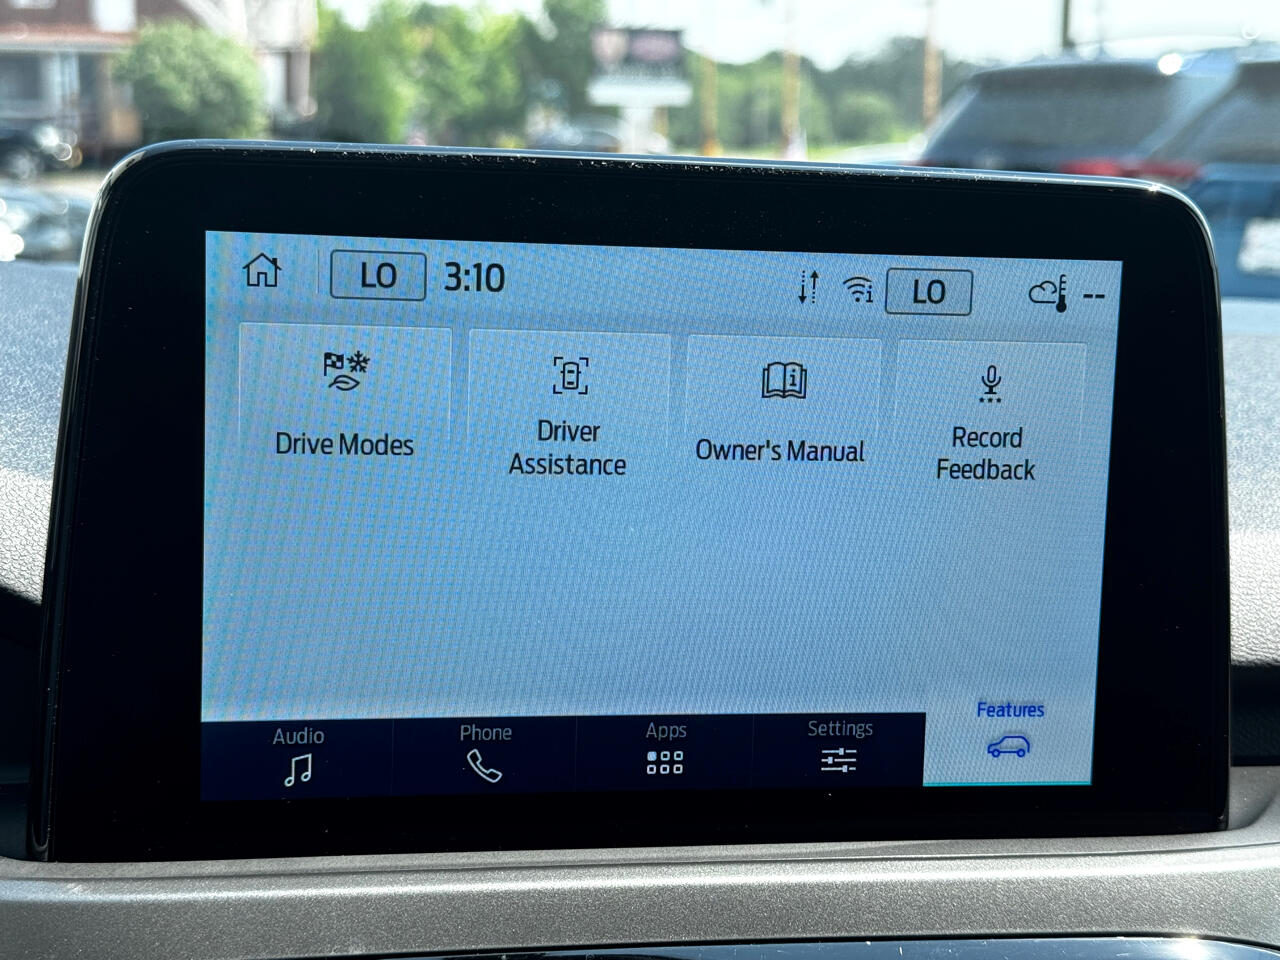 LO 3:10 LO --
Drive Modes
Driver
Assistance
Owner's Manual
Record
Feedback
Audio
Phone
Apps
Settings
Features